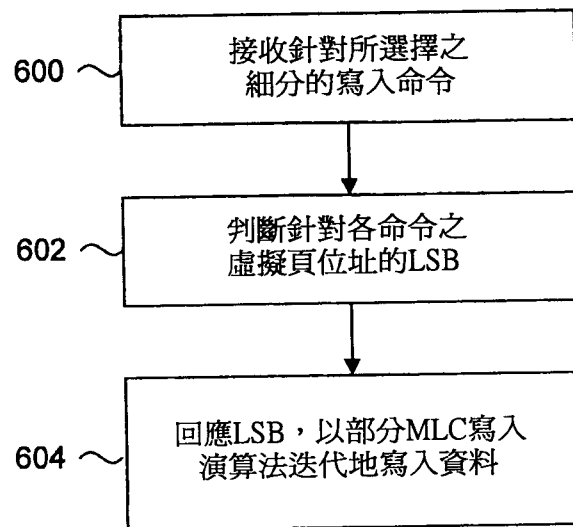 600
接收針對所選擇之
細分的寫入命令
602
判斷針對各命令之
虛擬頁位址的LSB
604
回應LSB，以部分MLC寫入
演算法迭代地寫入資料